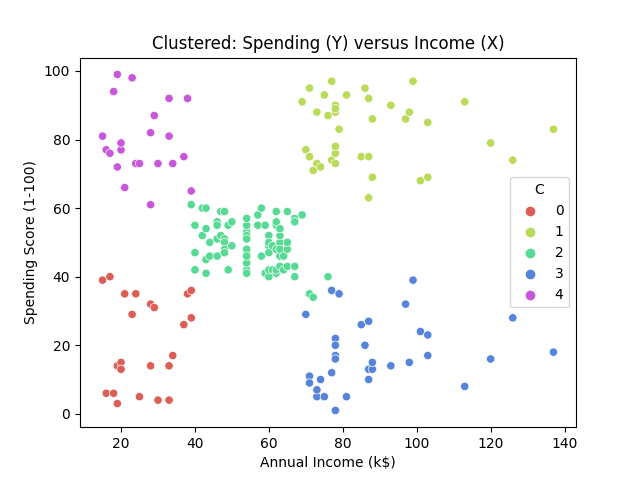 Clustered: Spending (Y) versus Income (X)
Spending Score (1-100)
100
80
60
40
20
0
C
0
1
2
3
4
20 40 60 80 100 120 140
Annual Income (k$)